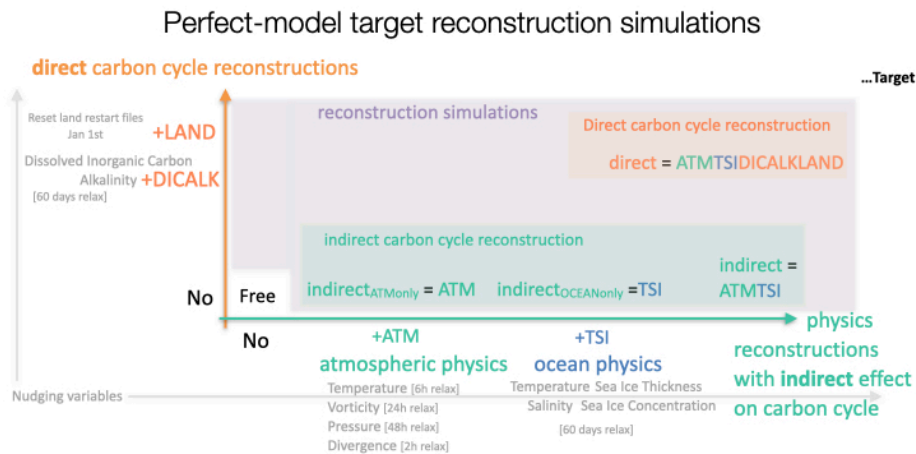 Perfect-model target reconstruction simulations
direct carbon cycle reconstructions
...Target
Reset land restart files
Jan 1st
+LAND
reconstruction simulations
Direct carbon cycle reconstruction
direct = ATMTSIDICALKLAND
Dissolved Inorganic Carbon
Alkalinity +DICALK
[60 days relax]
indirect carbon cycle reconstruction
indirect =
ATMTSI
indirectATMonly = ATM
indirectOCEANonly =TSI
No
Free
No
+ATM
atmospheric physics
Temperature [6h relax]
Vorticity [24h relax]
Pressure [48h relax]
Divergence [2h relax]
+TSI
ocean physics
Temperature Sea Ice Thickness
Salinity Sea Ice Concentration
[60 days relax]
physics
reconstructions
with indirect effect
on carbon cycle
Nudging variables